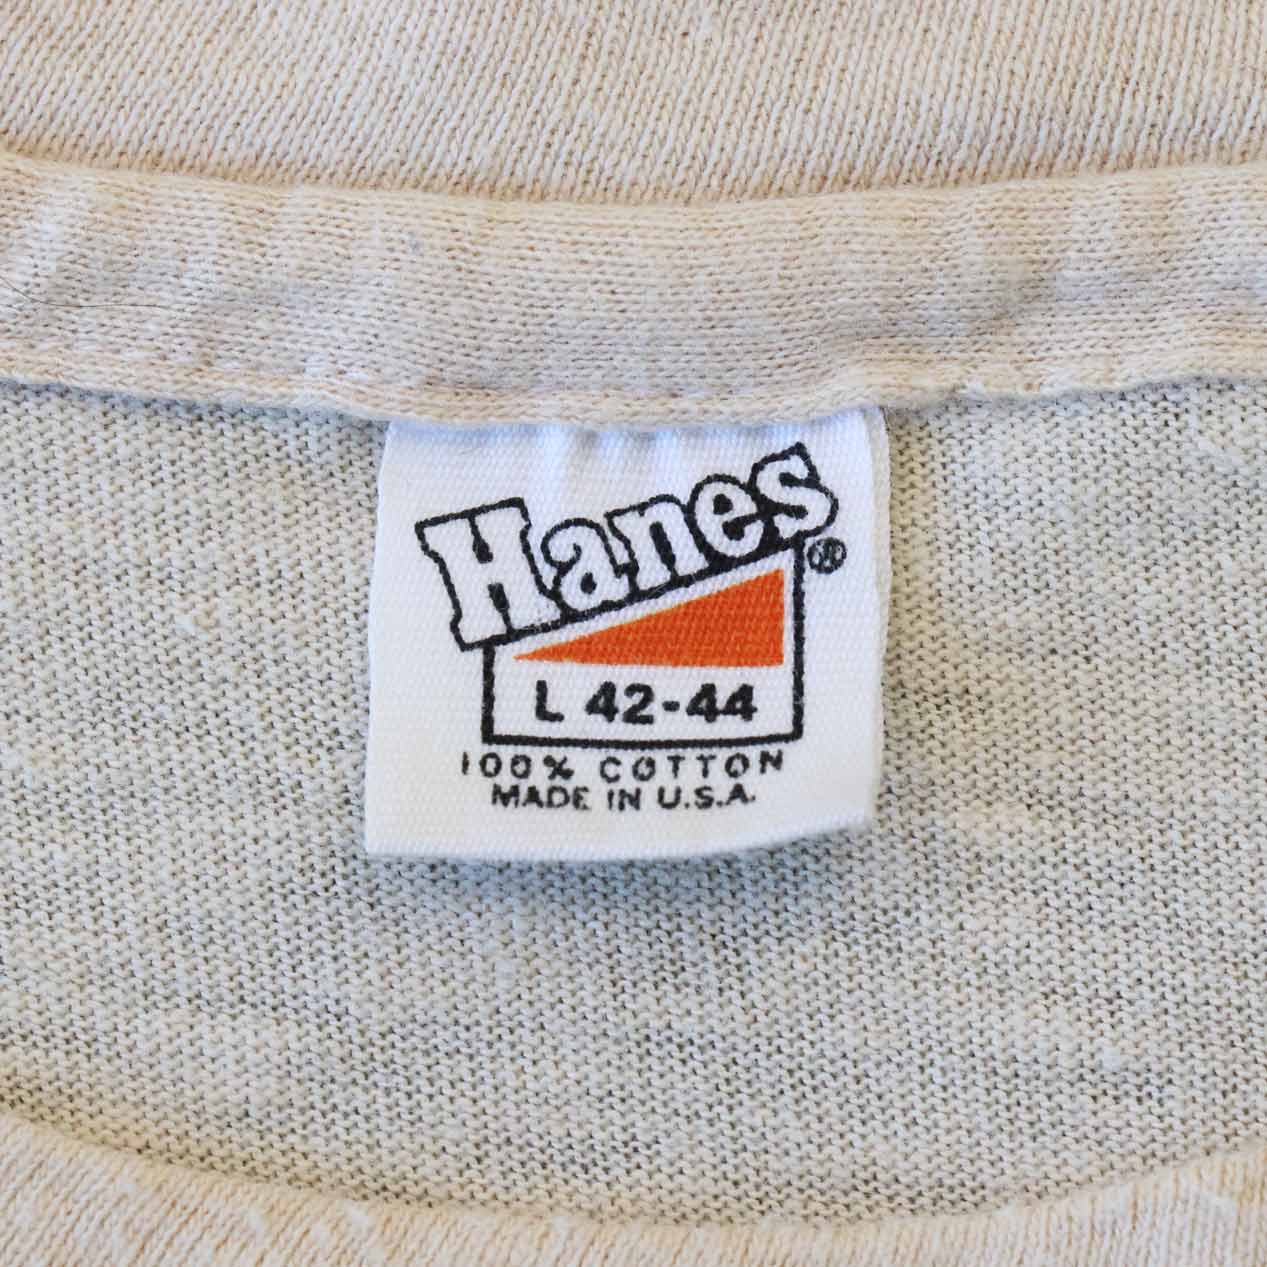 Hanes®
L 42-44
100% COTTON
MADE IN U.S.A.